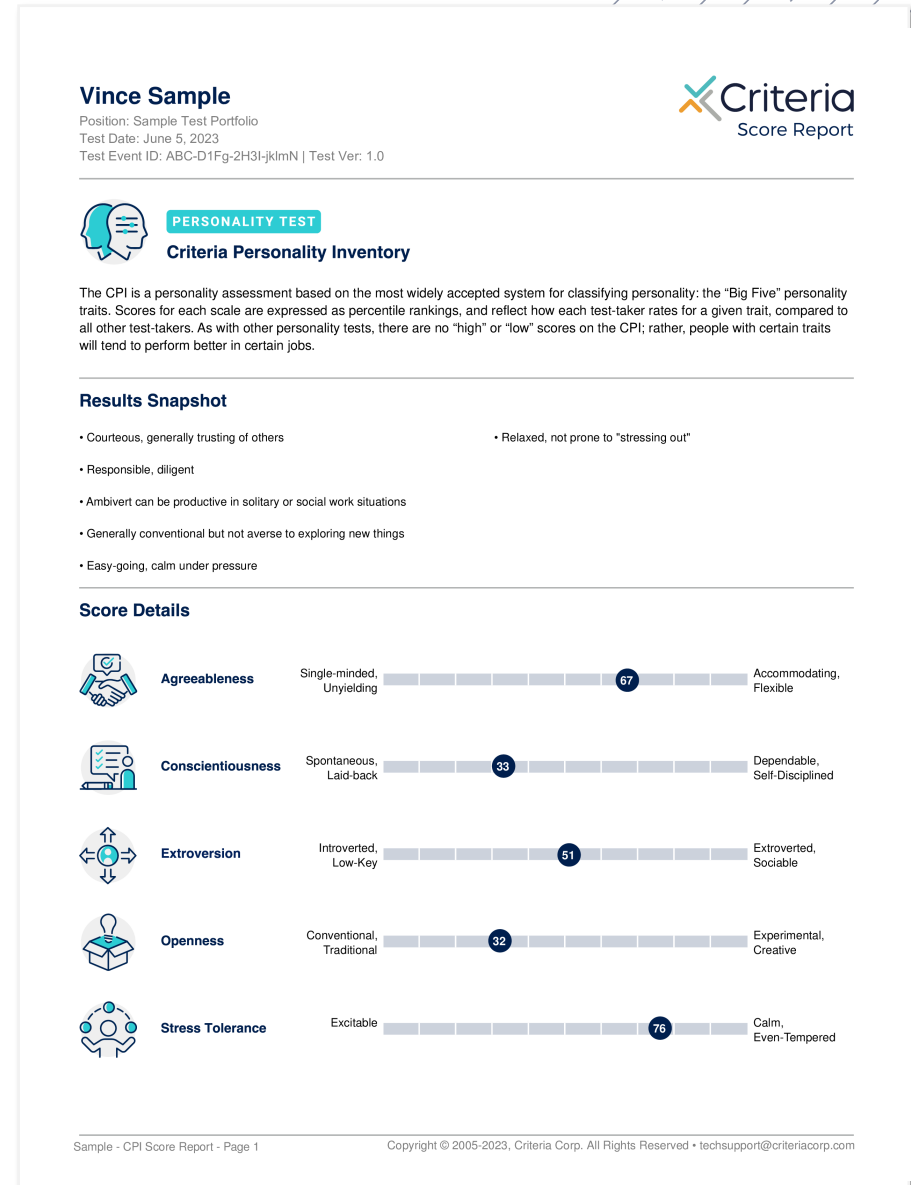 Vince Sample
Position: Sample Test Portfolio
Test Date: June 5, 2023
Test Event ID: ABC-D1Fg-2H3I-jklmN | Test Ver: 1.0
Criteria
Score Report
PERSONALITY TEST
Criteria Personality Inventory
The CPI is a personality assessment based on the most widely accepted system for classifying personality: the “Big Five” personality
traits. Scores for each scale are expressed as percentile rankings, and reflect how each test-taker rates for a given trait, compared to
all other test-takers. As with other personality tests, there are no “high” or “low” scores on the CPI; rather, people with certain traits
will tend to perform better in certain jobs.
Results Snapshot
• Courteous, generally trusting of others
• Responsible, diligent
• Ambivert can be productive in solitary or social work situations
• Generally conventional but not averse to exploring new things
• Easy-going, calm under pressure
• Relaxed, not prone to "stressing out"
Score Details
Agreeableness
Single-minded,
Unyielding
67
Accommodating,
Flexible
Conscientiousness
Spontaneous,
Laid-back
33
Dependable,
Self-Disciplined
Extroversion
Introverted,
Low-Key
51
Extroverted,
Sociable
Openness
Conventional,
Traditional
32
Experimental,
Creative
Stress Tolerance
Excitable
76
Calm,
Even-Tempered
Sample - CPI Score Report - Page 1
Copyright © 2005-2023, Criteria Corp. All Rights Reserved • techsupport@criteriacorp.com